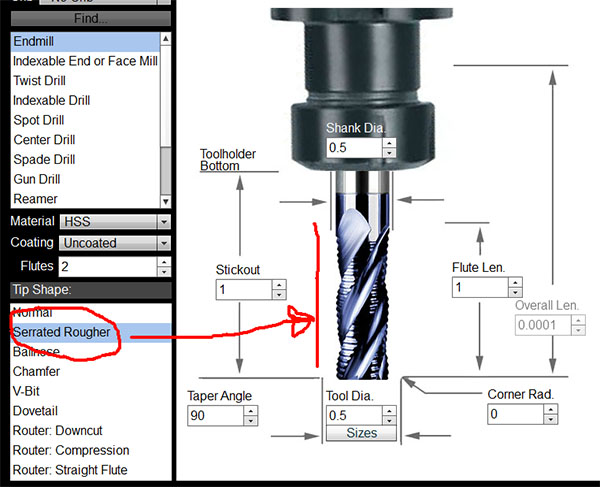 Find...
Endmill
Indexable End or Face Mill
Twist Drill
Indexable Drill
Spot Drill
Center Drill
Spade Drill
Gun Drill
Reamer
Material HSS
Coating Uncoated
Flutes 2
Tip Shape:
Normal
Serrated Rougher
Ballnose
Chamfer
V-Bit
Dovetail
Router: Downcut
Router: Compression
Router: Straight Flute
Shank Dia.
0.5
Toolholder
Bottom
Stickout
1
Flute Len.
1
Overall Len.
0.0001
Taper Angle
90
Tool Dia.
0.5
Sizes
Corner Rad.
0